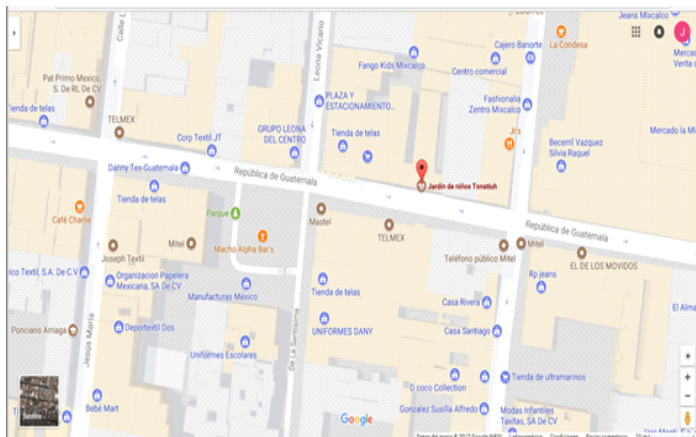 Jeans Mixcalco
La Condesa
J
Cajero Banorte
Fango Kids Mixcalco
Centro comercial
Calle L
Leona Vicario
Pat Primo Mexico,
S. De RL De CV
PLAZA Y
ESTACIONAMIENTO...
Fashionalia
Zentro Mixcalco
Tienda de telas
TELMEX
GRUPO LEONA
DEL CENTRO
Tienda de telas
Corp Textil JT
Jr's
Becerril Vazquez
Silvia Raquel
Mercado la Mi
Danny Tex-Guatemala
República de Guatemala
Jardín de niños Tonatiuh
Tienda de telas
Café Charlie
Parque
Mastel
TELMEX
República de Guatemala
Macho Alpha Bar's
Mitel
Joseph Textil
Teléfono público Mitel
Mitel
EL DE LOS MOVIDOS
lco Textil, S.A. De C.V
Organizacion Papelera
Mexicana, SA De CV
Manufacturas México
Tienda de telas
Rp jeans
Casa Rivera
El Alma
Ponciano Arriaga
Jesús María
Deportextil Dos
De La Santísima
UNIFORMES DANY
Casa Santiago
Uniformes Escolares
D coco Collection
Tienda de ultramarinos
Bebé Mart
Google
Gonzalez Susilla Alfredo
Modas Infantiles
Tavitas, SA De CV